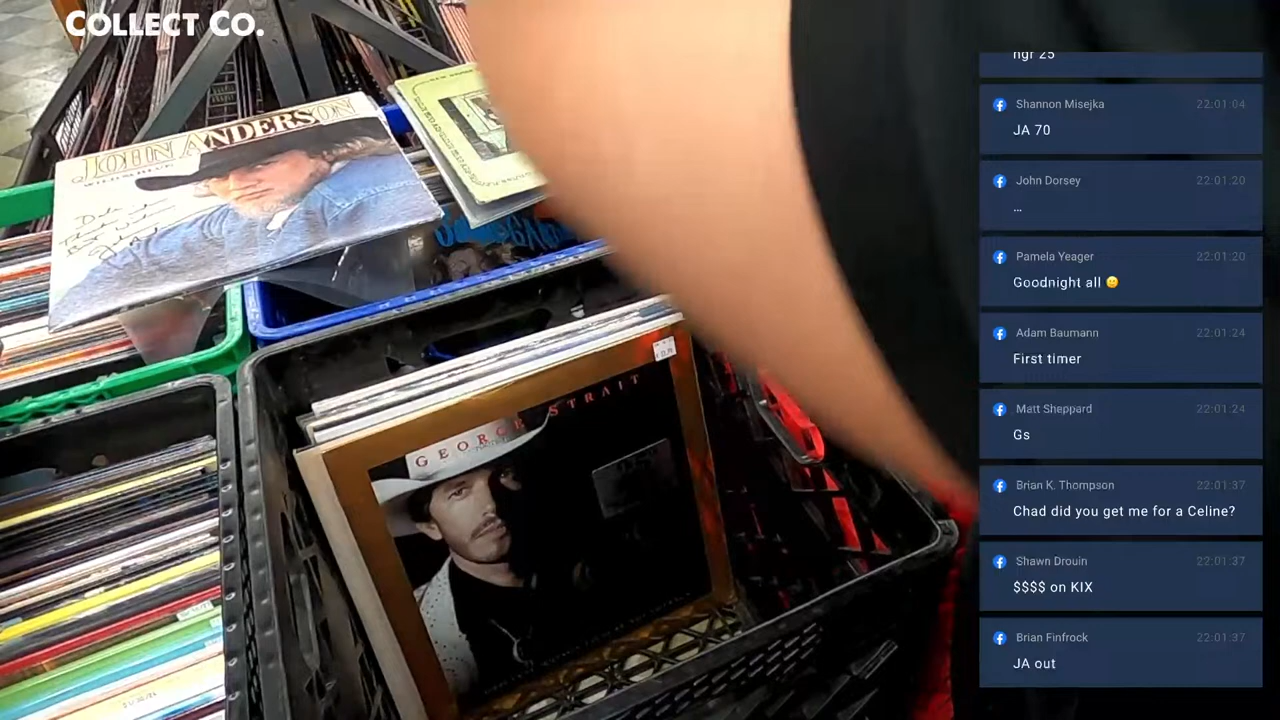 COLLECT CO.
JOHN ANDERSON
GEORGE STRAIT
ngr 25
Shannon Misejka 22:01:04
JA 70
John Dorsey 22:01:20
...
Pamela Yeager 22:01:20
Goodnight all
Adam Baumann 22:01:24
First timer
Matt Sheppard 22:01:24
Gs
Brian K. Thompson 22:01:37
Chad did you get me for a Celine?
Shawn Drouin 22:01:37
$$$$ on KIX
Brian Finfrock 22:01:37
JA out